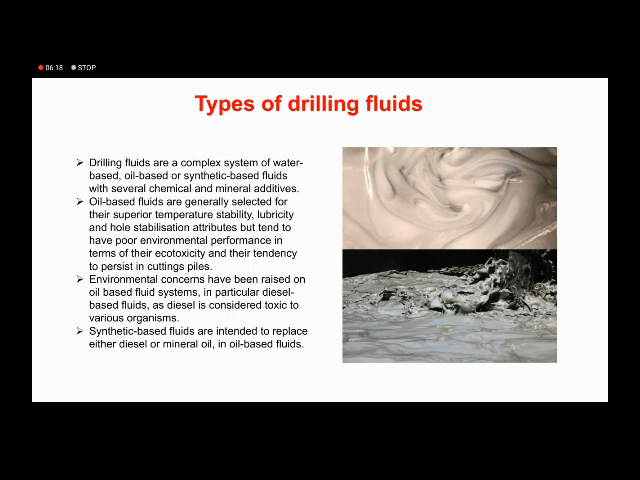 06:18 STOP
Types of drilling fluids
➢ Drilling fluids are a complex system of water-
based, oil-based or synthetic-based fluids
with several chemical and mineral additives.
➢ Oil-based fluids are generally selected for
their superior temperature stability, lubricity
and hole stabilisation attributes but tend to
have poor environmental performance in
terms of their ecotoxicity and their tendency
to persist in cuttings piles.
➢ Environmental concerns have been raised on
oil based fluid systems, in particular diesel-
based fluids, as diesel is considered toxic to
various organisms.
➢ Synthetic-based fluids are intended to replace
either diesel or mineral oil, in oil-based fluids.